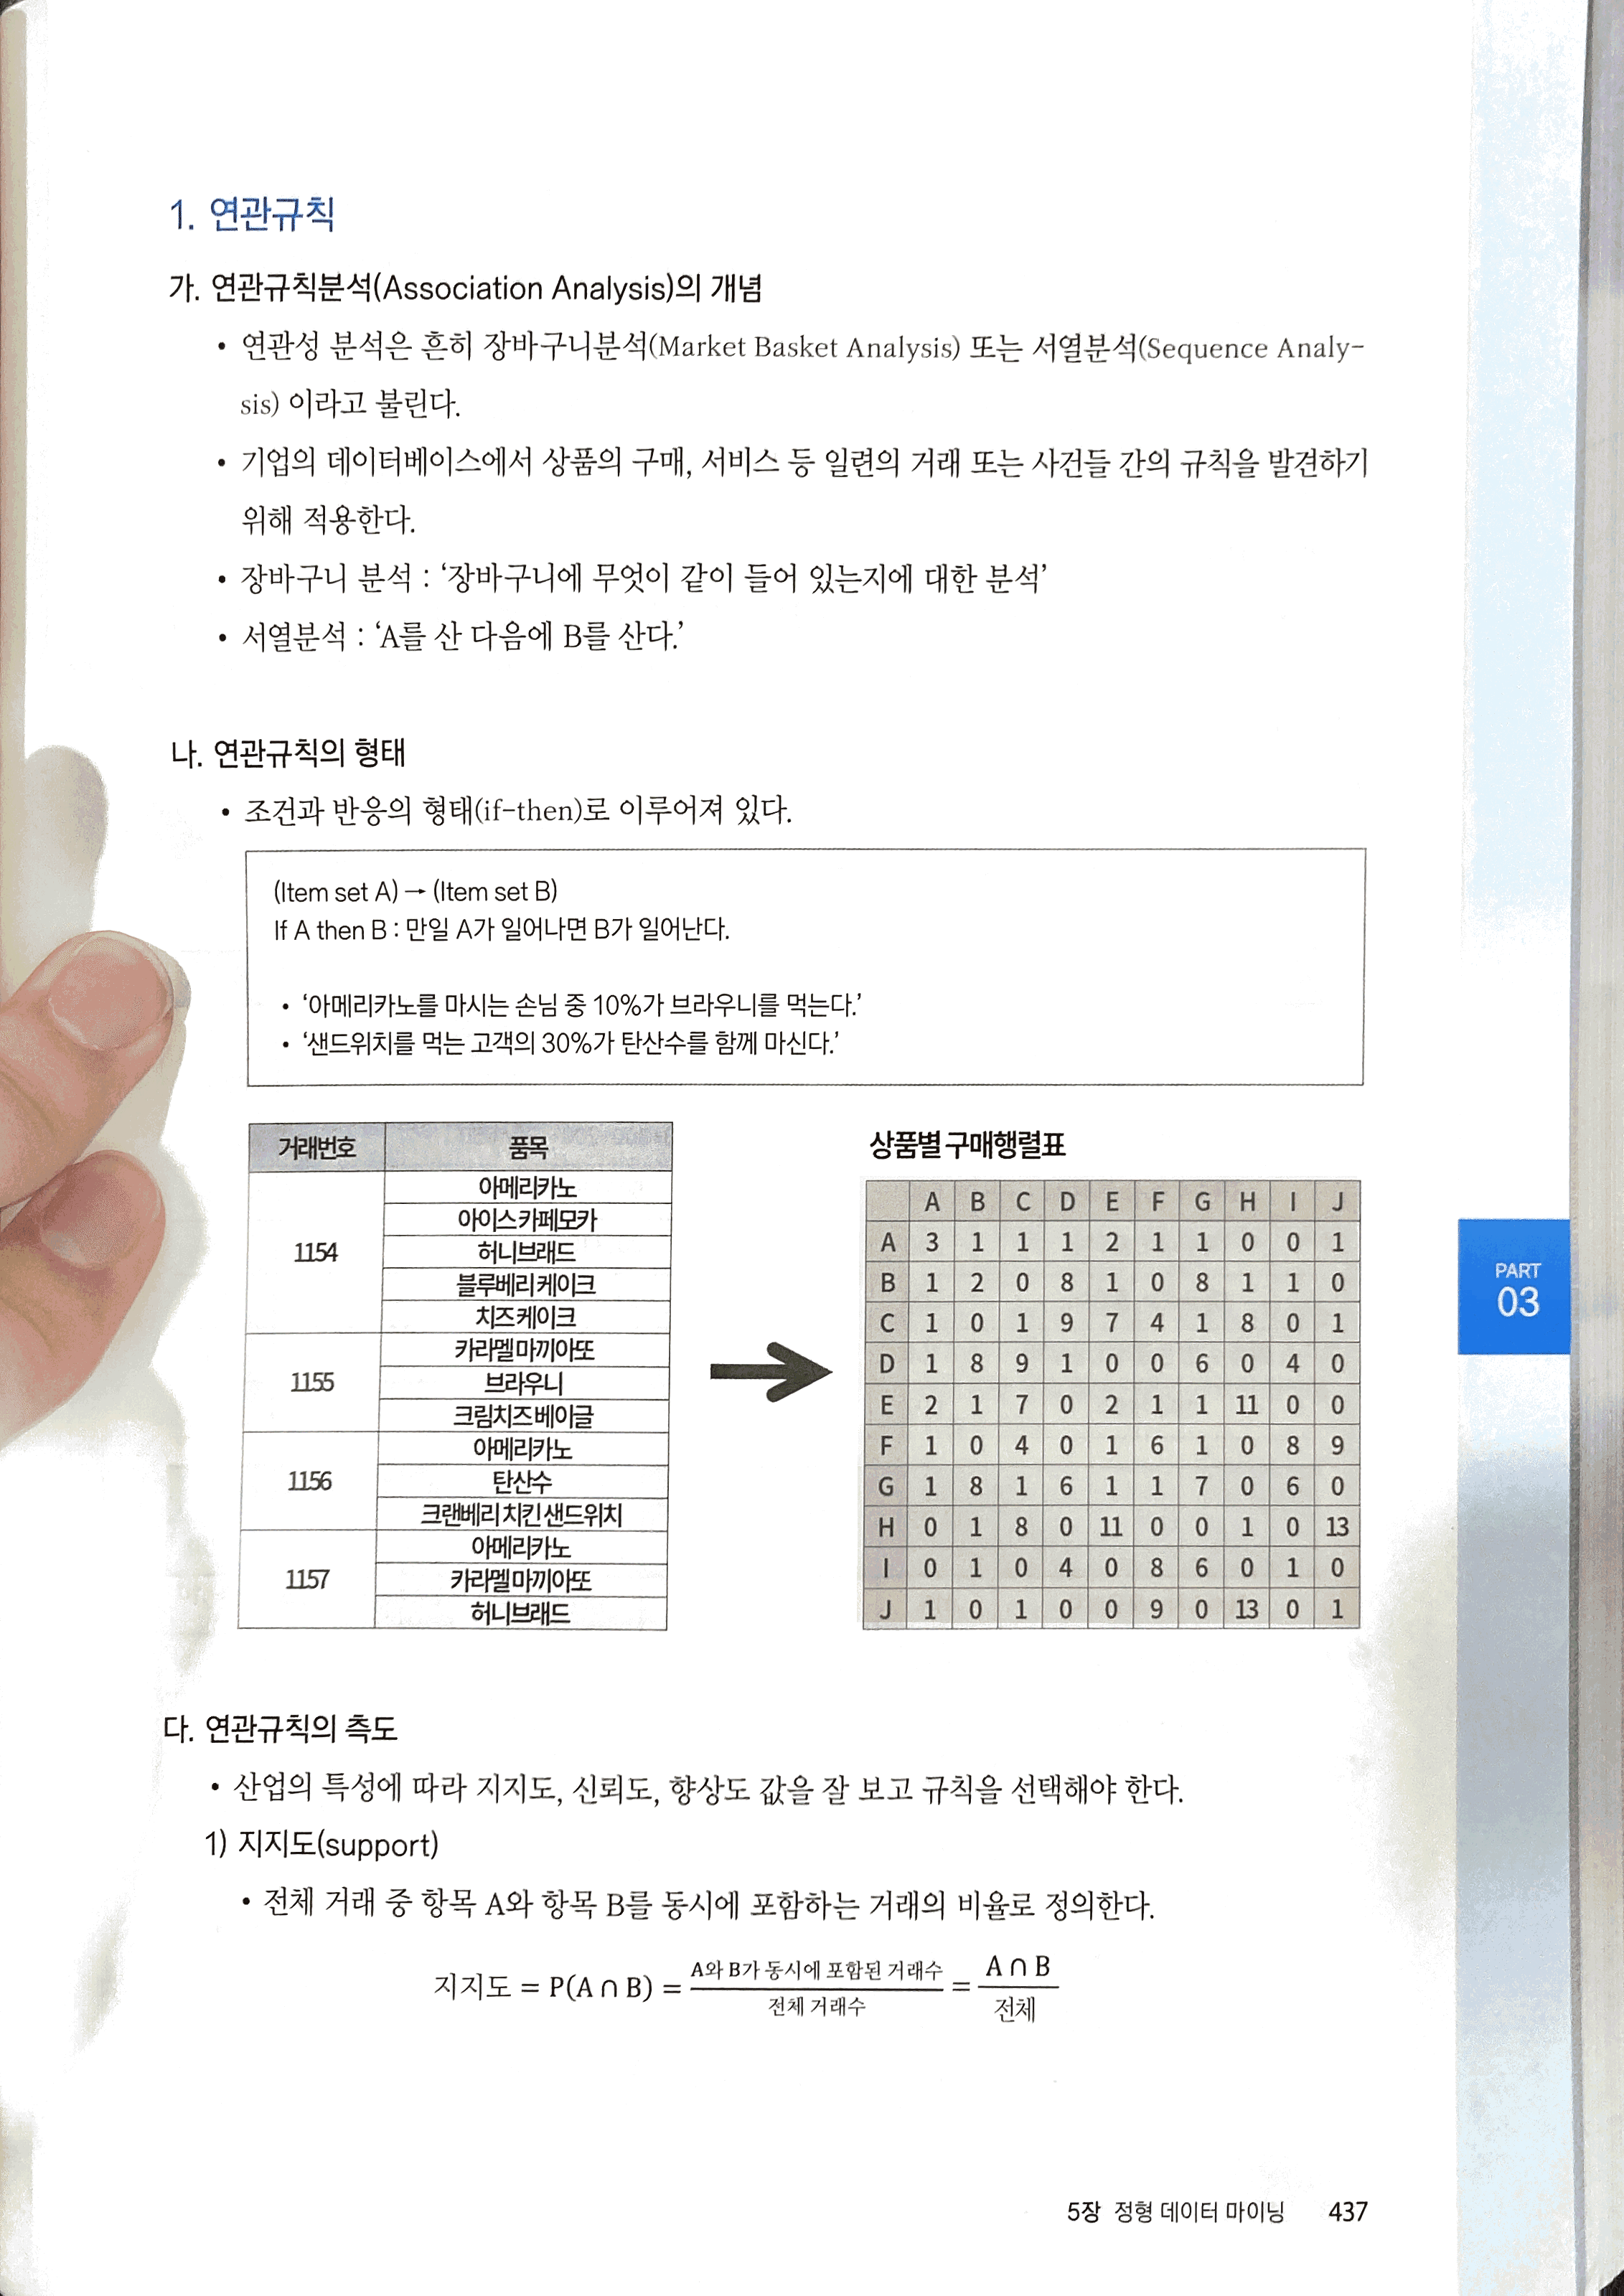 1. 연관규칙
가. 연관규칙분석(Association Analysis)의 개념
• 연관성 분석은 흔히 장바구니분석(Market Basket Analysis) 또는 서열분석(Sequence Analy-
sis) 이라고 불린다.
• 기업의 데이터베이스에서 상품의 구매, 서비스 등 일련의 거래 또는 사건들 간의 규칙을 발견하기
위해 적용한다.
• 장바구니 분석 : ‘장바구니에 무엇이 같이 들어 있는지에 대한 분석’
• 서열분석 : ‘A를 산 다음에 B를 산다.’
나. 연관규칙의 형태
• 조건과 반응의 형태(if-then)로 이루어져 있다.
(Item set A) → (Item set B)
If A then B : 만일 A가 일어나면 B가 일어난다.
• ‘아메리카노를 마시는 손님 중 10%가 브라우니를 먹는다.’
• ‘샌드위치를 먹는 고객의 30%가 탄산수를 함께 마신다.’
거래번호 품목
1154
아메리카노
아이스카페모카
허니브래드
블루베리케이크
치즈케이크
1155
카라멜마끼아또
브라우니
크림치즈베이글
1156
아메리카노
탄산수
크랜베리치킨샌드위치
1157
아메리카노
카라멜마끼아또
허니브래드
상품별 구매행렬표
A B C D E F G H I J
A 3 1 1 1 2 1 1 0 0 1
B 1 2 0 8 1 0 8 1 1 0
C 1 0 1 9 7 4 1 8 0 1
D 1 8 9 1 0 0 6 0 4 0
E 2 1 7 0 2 1 1 11 0 0
F 1 0 4 0 1 6 1 0 8 9
G 1 8 1 6 1 1 7 0 6 0
H 0 1 8 0 11 0 0 1 0 13
I 0 1 0 4 0 8 6 0 1 0
J 1 0 1 0 0 9 0 13 0 1
PART
03
다. 연관규칙의 측도
• 산업의 특성에 따라 지지도, 신뢰도, 향상도 값을 잘 보고 규칙을 선택해야 한다.
1) 지지도(support)
• 전체 거래 중 항목 A와 항목 B를 동시에 포함하는 거래의 비율로 정의한다.
지지도 = P(A ∩ B) = A와 B가 동시에 포함된 거래수 / 전체 거래수 = A ∩ B / 전체
5장 정형 데이터 마이닝 437